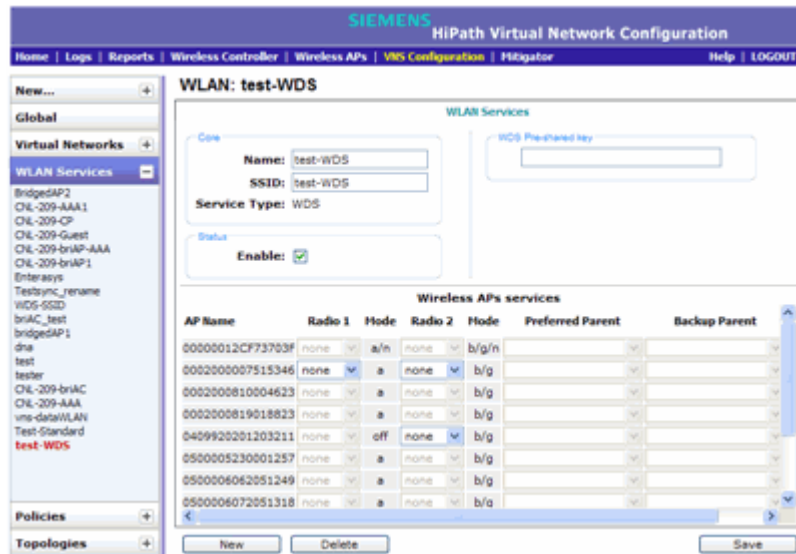 SIEMENS
HiPath Virtual Network Configuration
Home | Logs | Reports | Wireless Controller | Wireless APs | VNS Configuration | Mitigator Help | LOGOUT
New... +
Global
Virtual Networks +
WLAN Services −
BridgedAP2
CNL-209-AAA1
CNL-209-CP
CNL-209-Guest
CNL-209-briAP-AAA
CNL-209-briAP1
Enterasys
Testsync_rename
WDS-SSID
briAC_test
bridgedAP1
dna
test
tester
CNL-209-briAC
CNL-209-AAA
vns-dataWLAN
Test-Standard
test-WDS
Policies +
Topologies +
WLAN: test-WDS
WLAN Services
Core
Name: test-WDS
SSID: test-WDS
Service Type: WDS
WDS Pre-shared key
Status
Enable:
Wireless APs services
AP Name Radio 1 Mode Radio 2 Mode Preferred Parent Backup Parent
00000012CF73703F none a/n none b/g/n
0002000007515346 none a none b/g
0002000810004623 none a none b/g
0002000819018823 none a none b/g
0409920201203211 none off none b/g
0500005230001257 none a none b/g
0500006062051249 none a none b/g
0500006072051318 none a none b/g
New Delete Save